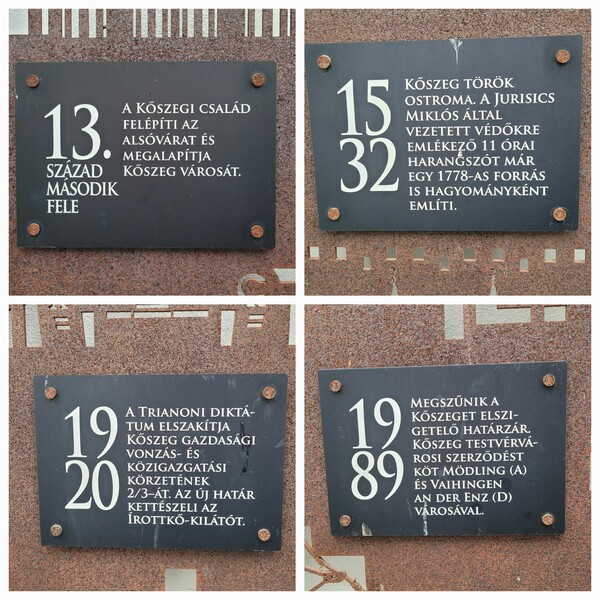 13.
SZÁZAD
MÁSODIK
FELE
A KŐSZEGI CSALÁD
FELÉPÍTI AZ
ALSÓVÁRAT ÉS
MEGALAPÍTJA
KŐSZEG VÁROSÁT.
15
32
KŐSZEG TÖRÖK
OSTROMA. A JURISICS
MIKLÓS ÁLTAL
VEZETETT VÉDŐKRE
EMLÉKEZŐ 11 ÓRAI
HARANGSZÓT MÁR
EGY 1778-AS FORRÁS
IS HAGYOMÁNYKÉNT
EMLÍTI.
19
20
A TRIANONI DIKTÁ-
TUM ELSZAKÍTJA
KŐSZEG GAZDASÁGI
VONZÁS- ÉS
KÖZIGAZGATÁSI
KÖRZETÉNEK
2/3-ÁT. AZ ÚJ HATÁR
KETTÉSZELI AZ
ÍROTTKŐ-KILÁTÓT.
19
89
MEGSZŰNIK A
KŐSZEGET ELSZI-
GETELŐ HATÁRZÁR.
KŐSZEG TESTVÉRVÁ-
ROSI SZERZŐDÉST
KÖT MÖDLING (A)
ÉS VAIHINGEN
AN DER ENZ (D)
VÁROSÁVAL.